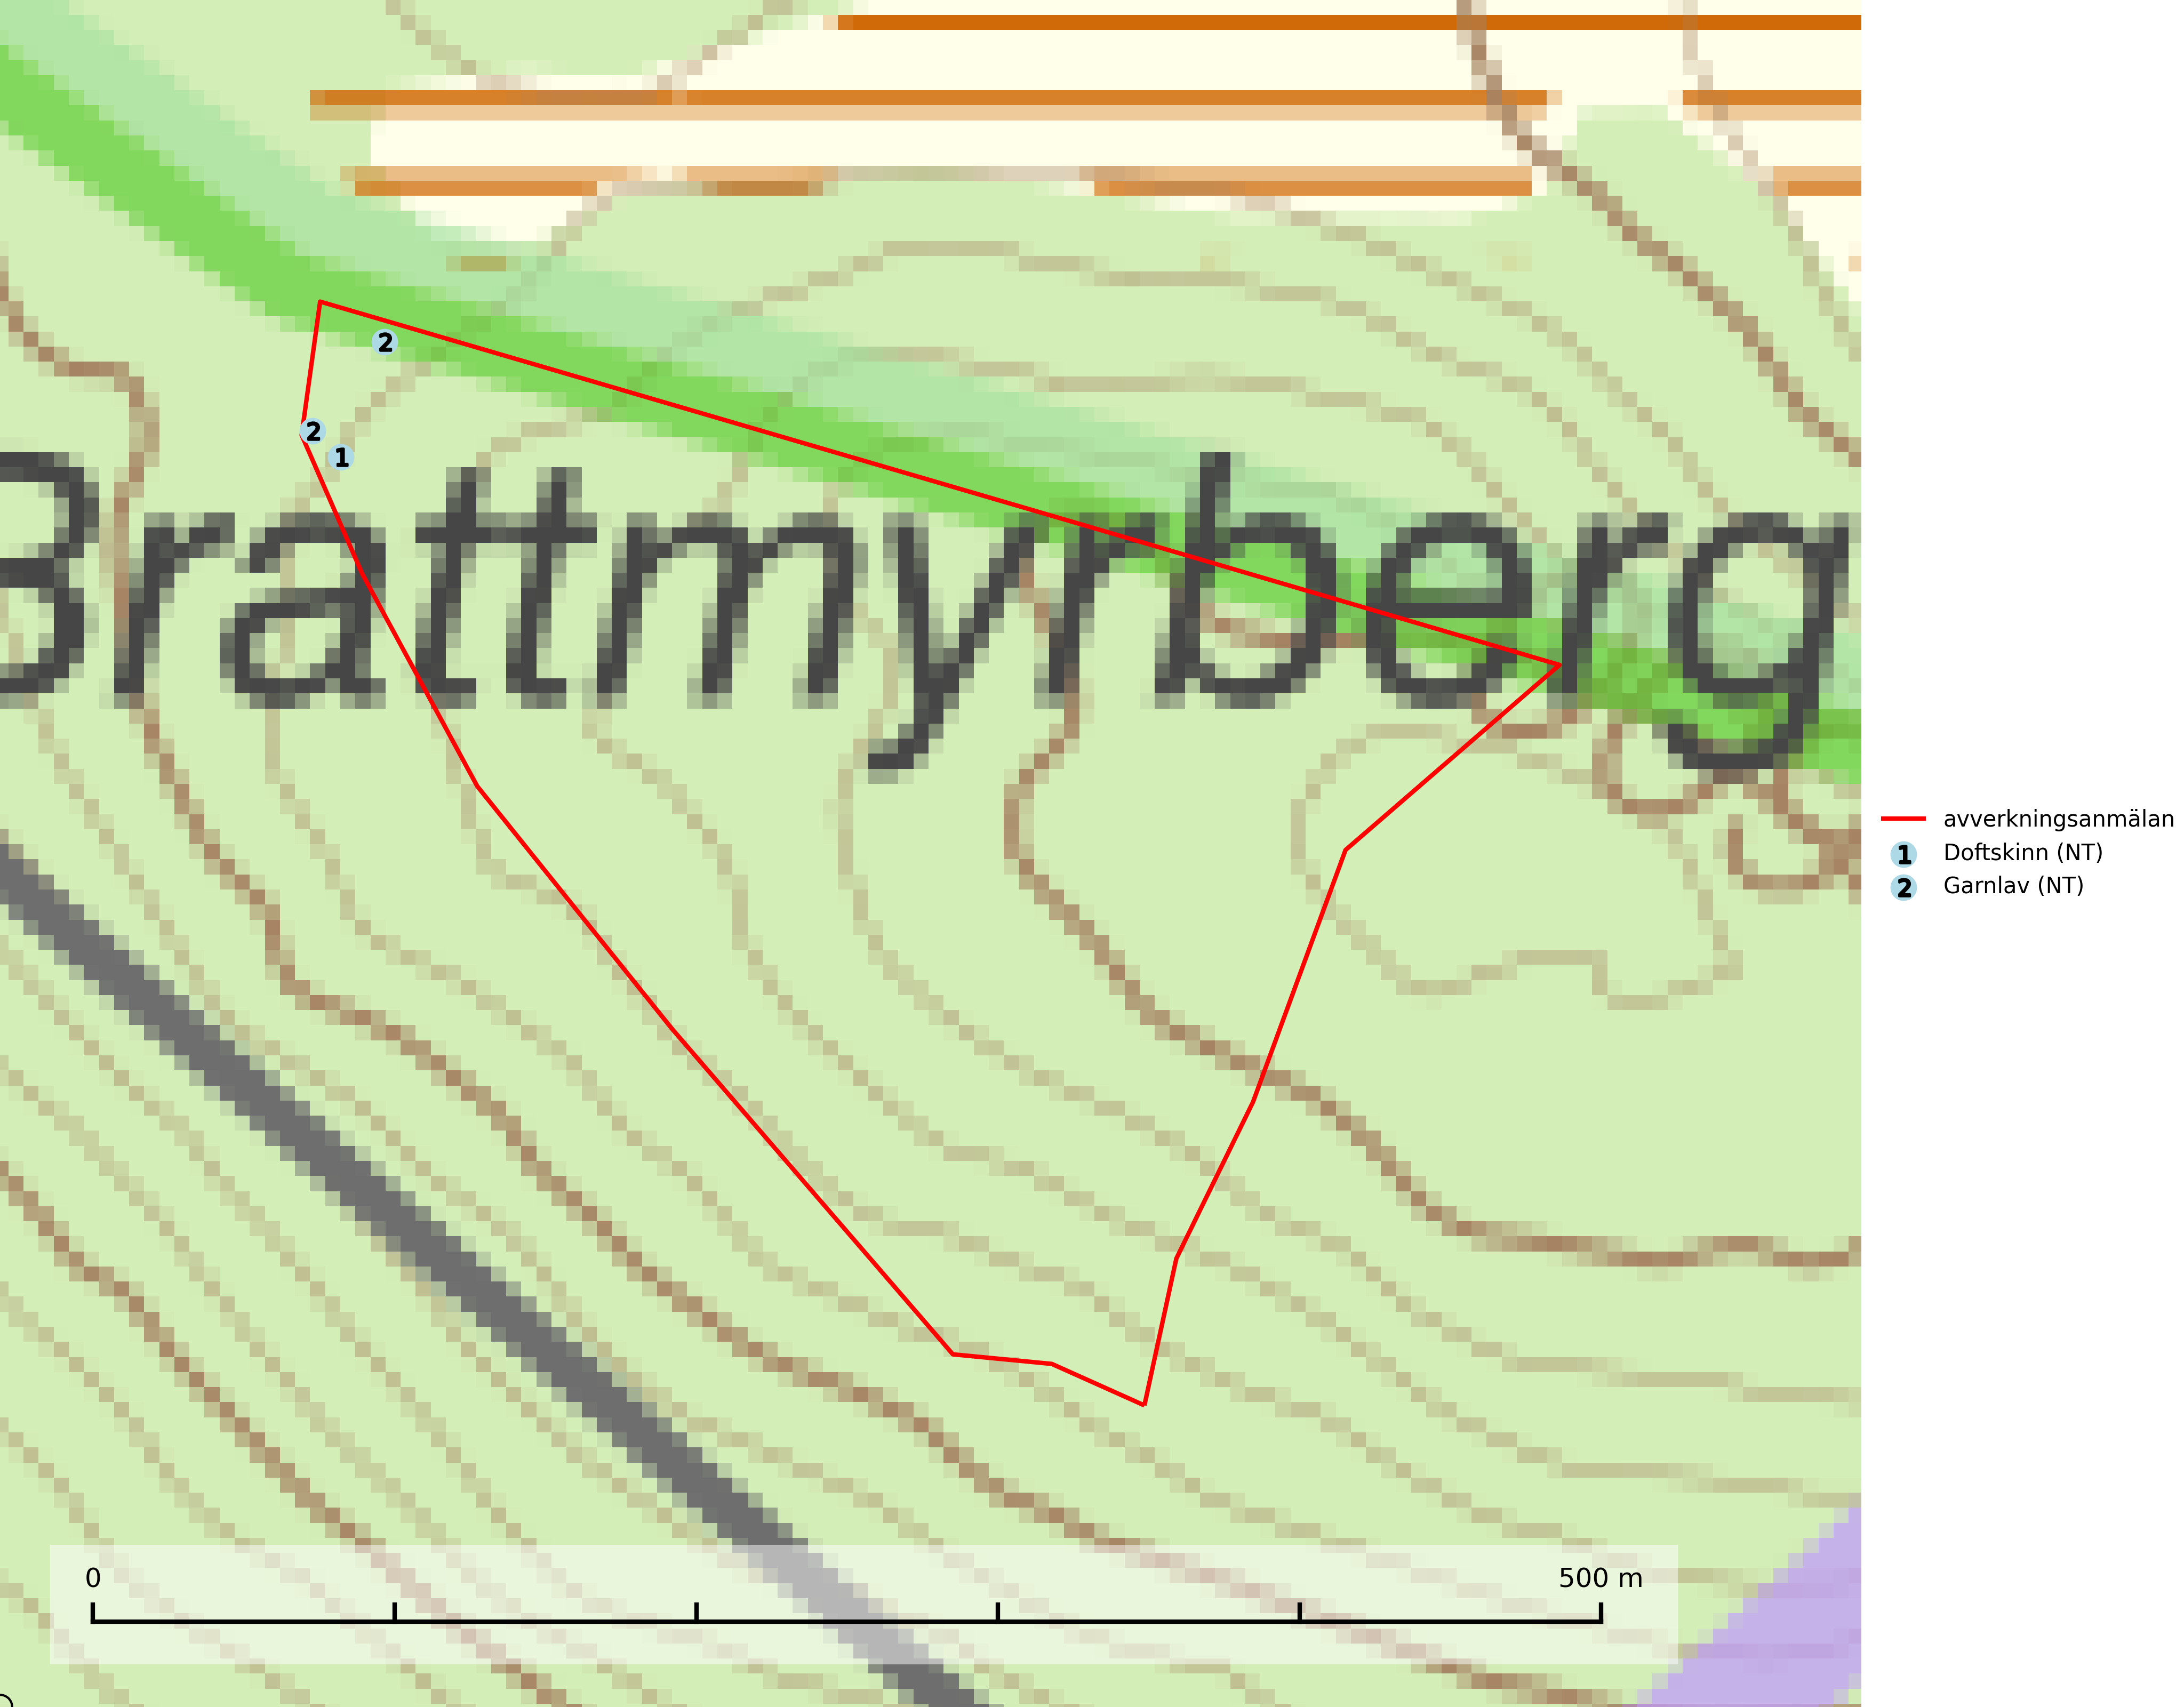 2
2
1
Brattmyrberg
avverkningsanmälan
1 Doftskinn (NT)
2 Garnlav (NT)
0 500 m